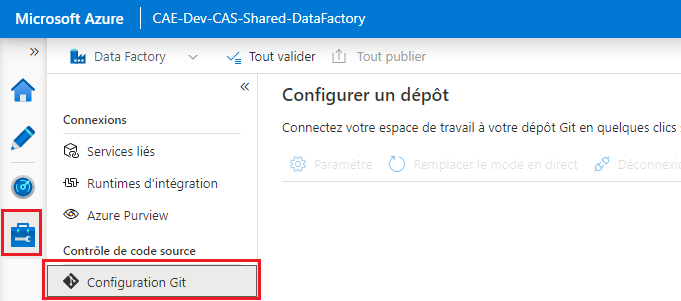 Microsoft Azure CAE-Dev-CAS-Shared-DataFactory
» Data Factory Tout valider Tout publier
«
Configurer un dépôt
Connexions
Connectez votre espace de travail à votre dépôt Git en quelques clics
Services liés
Paramètre Remplacer le mode en direct Déconnexio
Runtimes d'intégration
Azure Purview
Contrôle de code source
Configuration Git